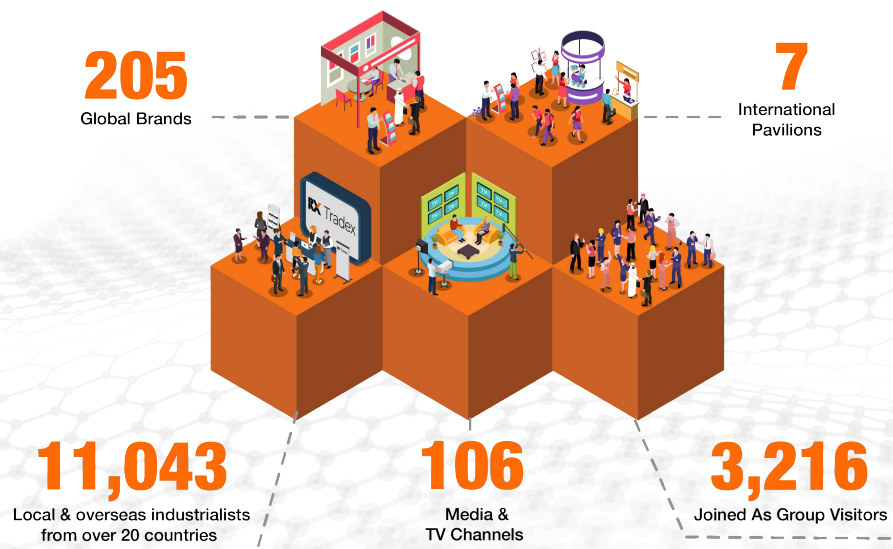 205
Global Brands
7
International
Pavilions
RX Tradex
11,043
Local & overseas industrialists
from over 20 countries
106
Media &
TV Channels
3,216
Joined As Group Visitors